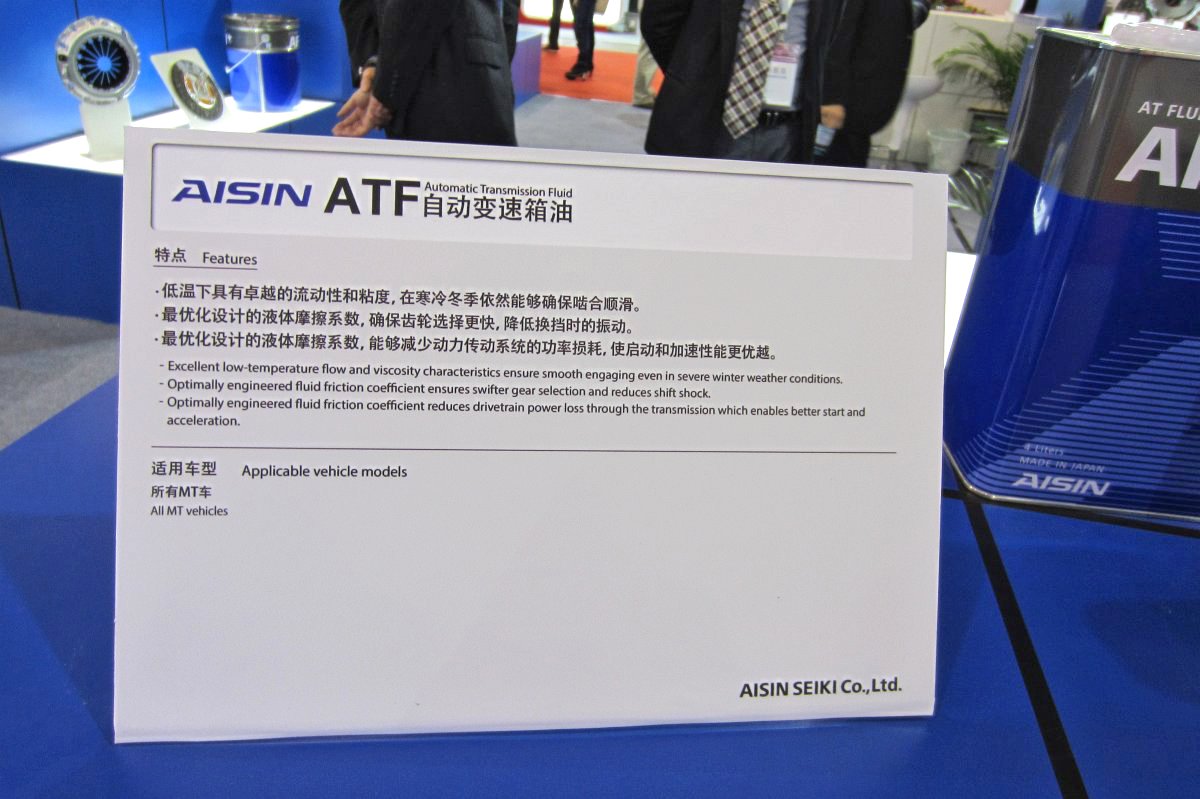 AISIN ATF Automatic Transmission Fluid
自动变速箱油
特点 Features
·低温下具有卓越的流动性和粘度，在寒冷冬季依然能够确保啮合顺滑。
·最优化设计的液体摩擦系数，确保齿轮选择更快，降低换挡时的振动。
·最优化设计的液体摩擦系数，能够减少动力传动系统的功率损耗，使启动和加速性能更优越。
- Excellent low-temperature flow and viscosity characteristics ensure smooth engaging even in severe winter weather conditions.
- Optimally engineered fluid friction coefficient ensures swifter gear selection and reduces shift shock.
- Optimally engineered fluid friction coefficient reduces drivetrain power loss through the transmission which enables better start and
acceleration.
适用车型 Applicable vehicle models
所有MT车
All MT vehicles
AISIN SEIKI Co.,Ltd.
AT
4 Liters
MADE IN JAPAN
AISIN